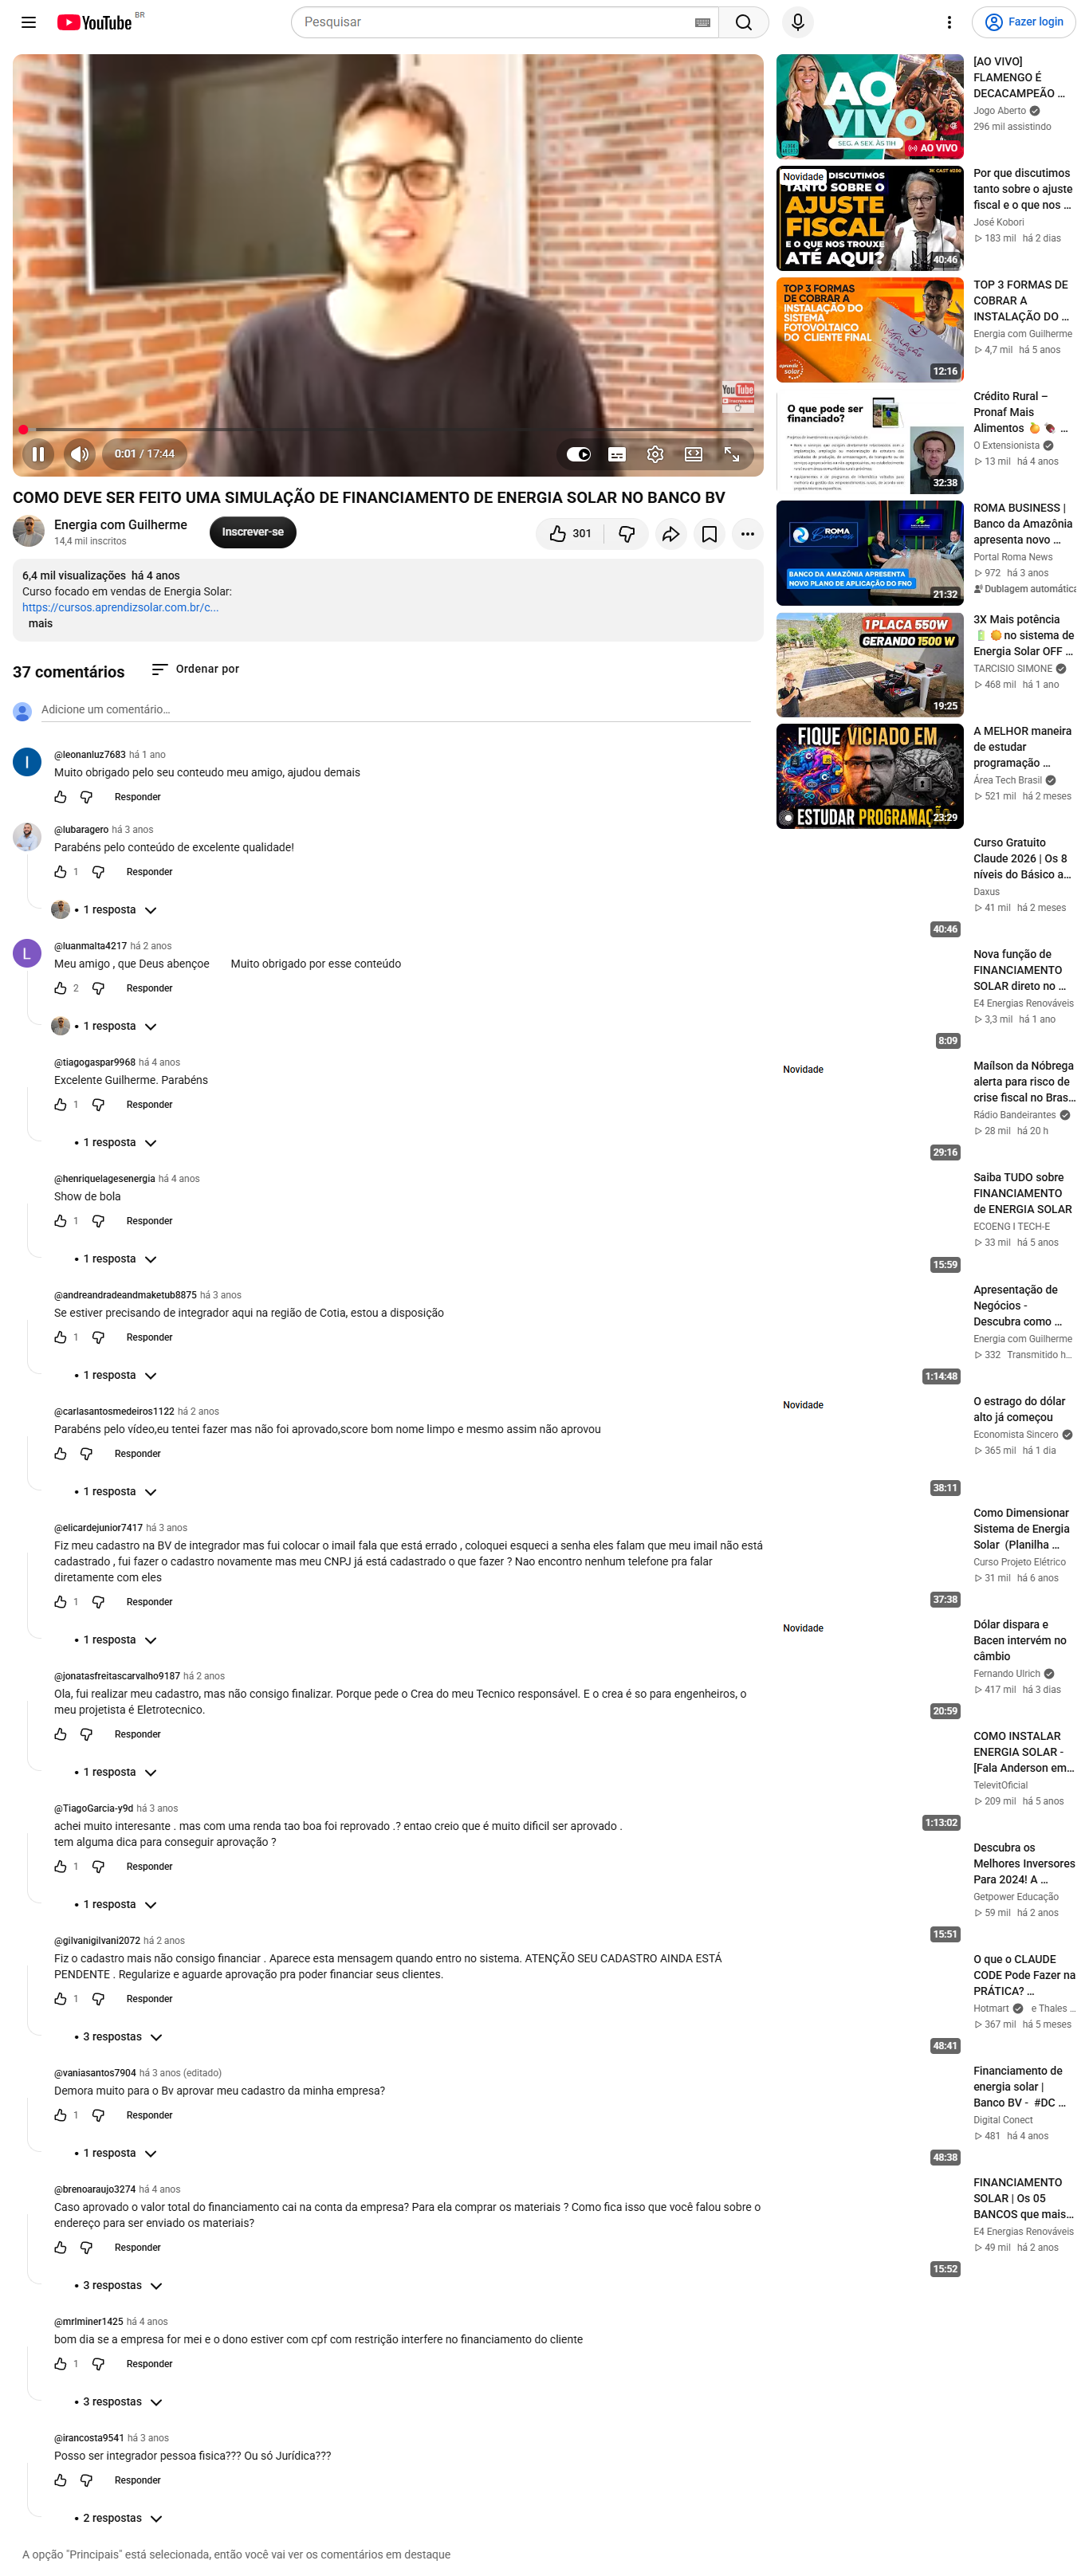 YouTube BR
Pesquisar
Fazer login
0:01 / 17:44
YouTube
COMO DEVE SER FEITO UMA SIMULAÇÃO DE FINANCIAMENTO DE ENERGIA SOLAR NO BANCO BV
Energia com Guilherme
14,4 mil inscritos
Inscrever-se
301
6,4 mil visualizações há 4 anos
Curso focado em vendas de Energia Solar:
https://cursos.aprendizsolar.com.br/c...
mais
37 comentários
Ordenar por
Adicione um comentário…
I
@leonanluz7683 há 1 ano
Muito obrigado pelo seu conteudo meu amigo, ajudou demais
Responder
@lubaragero há 3 anos
Parabéns pelo conteúdo de excelente qualidade!
1 Responder
• 1 resposta
L
@luanmalta4217 há 2 anos
Meu amigo , que Deus abençoe Muito obrigado por esse conteúdo
2 Responder
• 1 resposta
@tiagogaspar9968 há 4 anos
Excelente Guilherme. Parabéns
1 Responder
• 1 resposta
@henriquelagesenergia há 4 anos
Show de bola
1 Responder
• 1 resposta
@andreandradeandmaketub8875 há 3 anos
Se estiver precisando de integrador aqui na região de Cotia, estou a disposição
1 Responder
• 1 resposta
@carlasantosmedeiros1122 há 2 anos
Parabéns pelo vídeo,eu tentei fazer mas não foi aprovado,score bom nome limpo e mesmo assim não aprovou
Responder
• 1 resposta
@elicardejunior7417 há 3 anos
Fiz meu cadastro na BV de integrador mas fui colocar o imail fala que está errado , coloquei esqueci a senha eles falam que meu imail não está
cadastrado , fui fazer o cadastro novamente mas meu CNPJ já está cadastrado o que fazer ? Nao encontro nenhum telefone pra falar
diretamente com eles
1 Responder
• 1 resposta
@jonatasfreitascarvalho9187 há 2 anos
Ola, fui realizar meu cadastro, mas não consigo finalizar. Porque pede o Crea do meu Tecnico responsável. E o crea é so para engenheiros, o
meu projetista é Eletrotecnico.
Responder
• 1 resposta
@TiagoGarcia-y9d há 3 anos
achei muito interesante . mas com uma renda tao boa foi reprovado .? entao creio que é muito dificil ser aprovado .
tem alguma dica para conseguir aprovação ?
1 Responder
• 1 resposta
@gilvanigilvani2072 há 2 anos
Fiz o cadastro mais não consigo financiar . Aparece esta mensagem quando entro no sistema. ATENÇÃO SEU CADASTRO AINDA ESTÁ
PENDENTE . Regularize e aguarde aprovação pra poder financiar seus clientes.
1 Responder
• 3 respostas
@vaniasantos7904 há 3 anos (editado)
Demora muito para o Bv aprovar meu cadastro da minha empresa?
1 Responder
• 1 resposta
@brenoaraujo3274 há 4 anos
Caso aprovado o valor total do financiamento cai na conta da empresa? Para ela comprar os materiais ? Como fica isso que você falou sobre o
endereço para ser enviado os materiais?
Responder
• 3 respostas
@mrlminer1425 há 4 anos
bom dia se a empresa for mei e o dono estiver com cpf com restrição interfere no financiamento do cliente
1 Responder
• 3 respostas
@irancosta9541 há 3 anos
Posso ser integrador pessoa fisica??? Ou só Jurídica???
Responder
• 2 respostas
A opção "Principais" está selecionada, então você vai ver os comentários em destaque
AO
VIVO
SEG. A SEX. ÀS 11H
AO VIVO
[AO VIVO]
FLAMENGO É
DECACAMPEÃO ...
Jogo Aberto
296 mil assistindo
Novidade
DISCUTIMOS
TANTO SOBRE O
AJUSTE
FISCAL
E O QUE NOS TROUXE
ATÉ AQUI?
40:46
Por que discutimos
tanto sobre o ajuste
fiscal e o que nos ...
José Kobori
183 mil há 2 dias
TOP 3 FORMAS
DE COBRAR A
INSTALAÇÃO DO
SISTEMA
FOTOVOLTAICO
DO CLIENTE FINAL
12:16
TOP 3 FORMAS DE
COBRAR A
INSTALAÇÃO DO ...
Energia com Guilherme
4,7 mil há 5 anos
O que pode ser
financiado?
32:38
Crédito Rural –
Pronaf Mais
Alimentos ...
O Extensionista
13 mil há 4 anos
ROMA
Business
BANCO DA AMAZÔNIA APRESENTA
NOVO PLANO DE APLICAÇÃO DO FNO
21:32
ROMA BUSINESS |
Banco da Amazônia
apresenta novo ...
Portal Roma News
972 há 3 anos
Dublagem automática
1 PLACA 550W
GERANDO 1500 W
19:25
3X Mais potência
no sistema de
Energia Solar OFF ...
TARCISIO SIMONE
468 mil há 1 ano
FIQUE VICIADO EM
ESTUDAR PROGRAMAÇÃO
23:29
A MELHOR maneira
de estudar
programação ...
Área Tech Brasil
521 mil há 2 meses
Curso Gratuito
Claude 2026 | Os 8
níveis do Básico a...
Daxus
41 mil há 2 meses
40:46
Nova função de
FINANCIAMENTO
SOLAR direto no ...
E4 Energias Renováveis
3,3 mil há 1 ano
8:09
Novidade
Maílson da Nóbrega
alerta para risco de
crise fiscal no Bras...
Rádio Bandeirantes
28 mil há 20 h
29:16
Saiba TUDO sobre
FINANCIAMENTO
de ENERGIA SOLAR
ECOENG I TECH-E
33 mil há 5 anos
15:59
Apresentação de
Negócios -
Descubra como ...
Energia com Guilherme
332 Transmitido h...
1:14:48
Novidade
O estrago do dólar
alto já começou
Economista Sincero
365 mil há 1 dia
38:11
Como Dimensionar
Sistema de Energia
Solar (Planilha ...
Curso Projeto Elétrico
31 mil há 6 anos
37:38
Novidade
Dólar dispara e
Bacen intervém no
câmbio
Fernando Ulrich
417 mil há 3 dias
20:59
COMO INSTALAR
ENERGIA SOLAR -
[Fala Anderson em...
TelevitOficial
209 mil há 5 anos
1:13:02
Descubra os
Melhores Inversores
Para 2024! A ...
Getpower Educação
59 mil há 2 anos
15:51
O que o CLAUDE
CODE Pode Fazer na
PRÁTICA? ...
Hotmart e Thales ...
367 mil há 5 meses
48:41
Financiamento de
energia solar |
Banco BV - #DC ...
Digital Conect
481 há 4 anos
48:38
FINANCIAMENTO
SOLAR | Os 05
BANCOS que mais...
E4 Energias Renováveis
49 mil há 2 anos
15:52